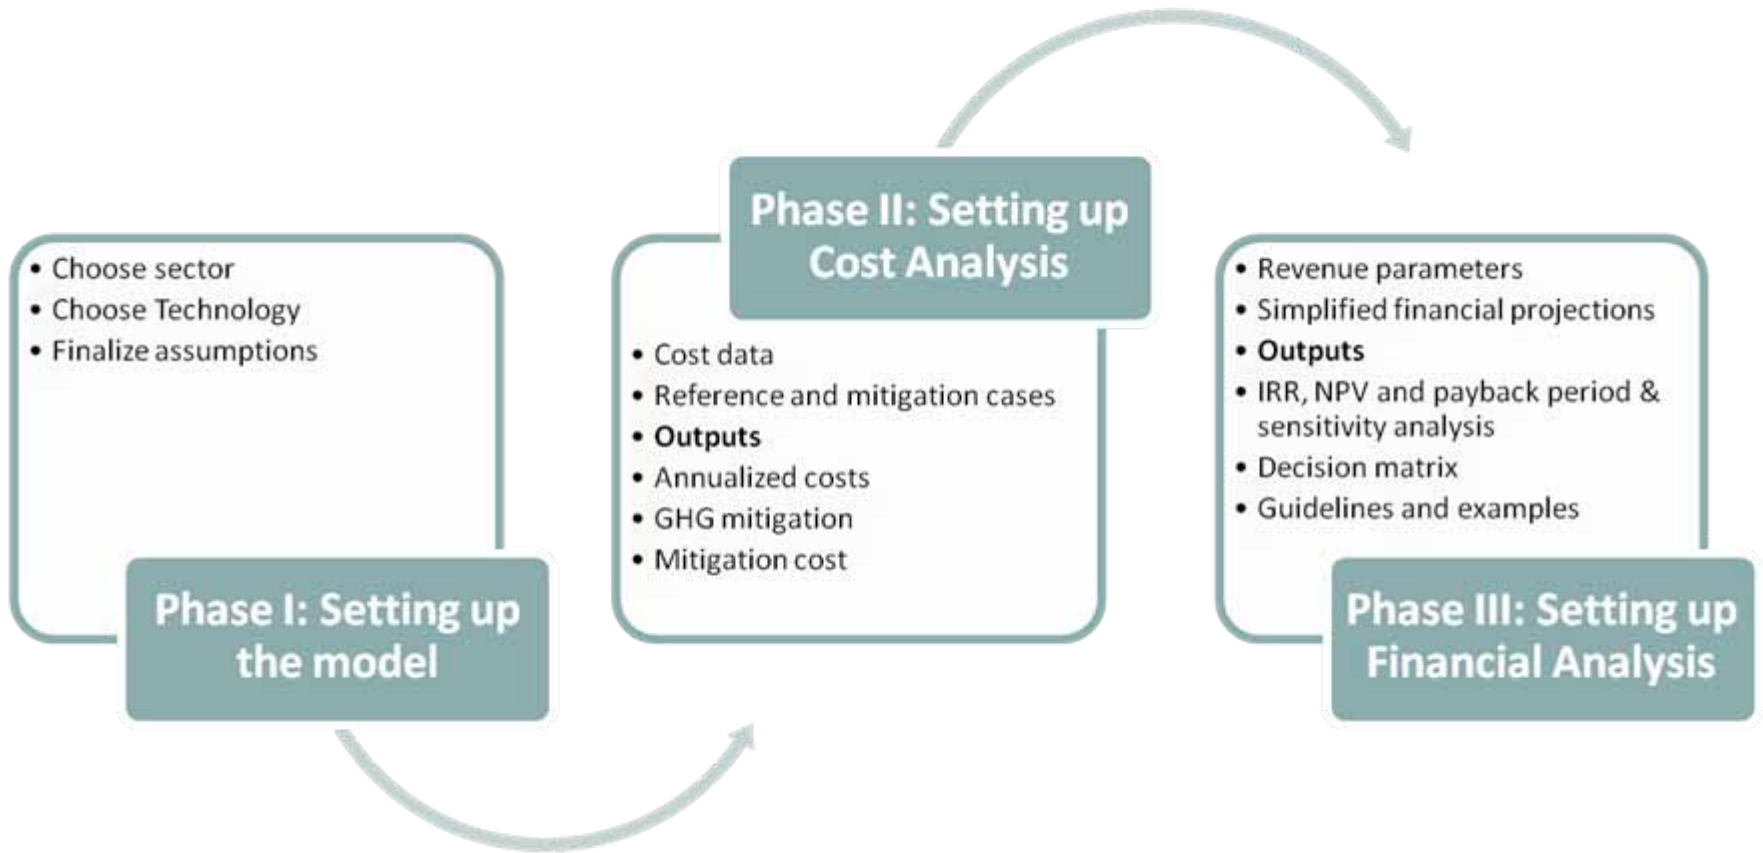 • Choose sector
• Choose Technology
• Finalize assumptions
Phase I: Setting up
the model
Phase II: Setting up
Cost Analysis
• Cost data
• Reference and mitigation cases
• Outputs
• Annualized costs
• GHG mitigation
• Mitigation cost
• Revenue parameters
• Simplified financial projections
• Outputs
• IRR, NPV and payback period &
sensitivity analysis
• Decision matrix
• Guidelines and examples
Phase III: Setting up
Financial Analysis